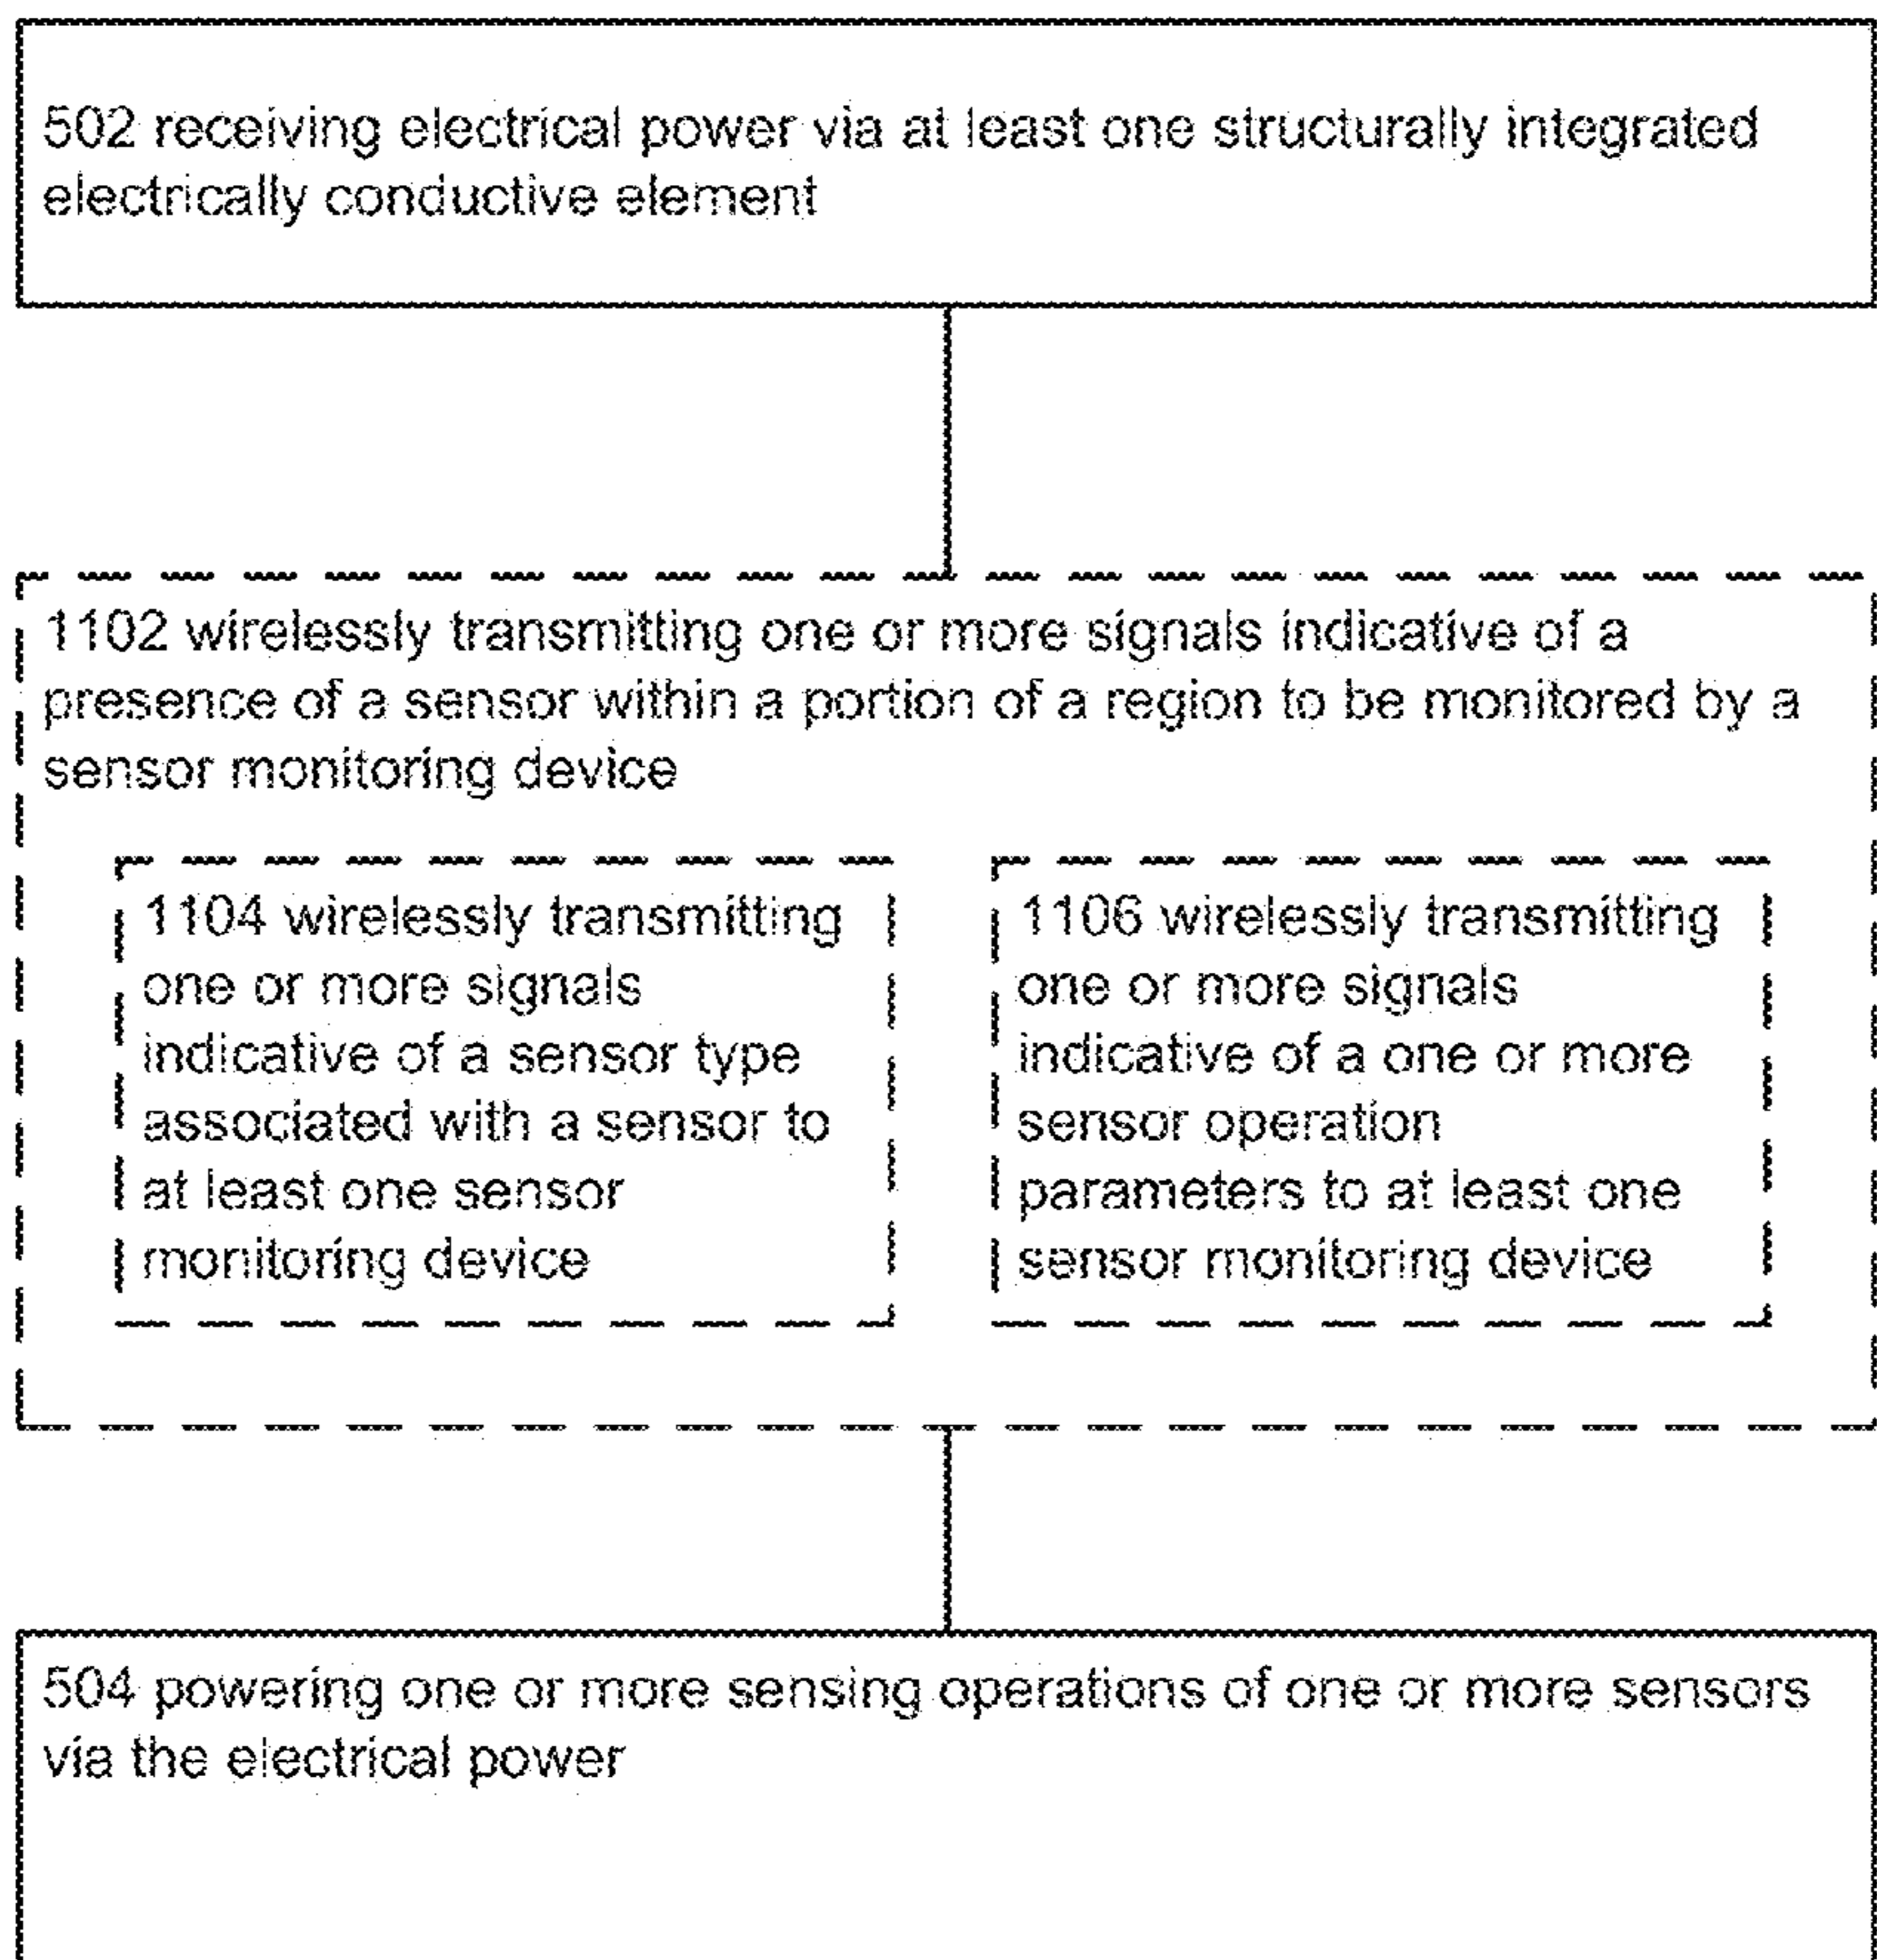 502 receiving electrical power via at least one structurally integrated
electrically conductive element
1102 wirelessly transmitting one or more signals indicative of a
presence of a sensor within a portion of a region to be monitored by a
sensor monitoring device
1104 wirelessly transmitting
one or more signals
indicative of a sensor type
associated with a sensor to
at least one sensor
monitoring device
1106 wirelessly transmitting
one or more signals
indicative of a one or more
sensor operation
parameters to at least one
sensor monitoring device
504 powering one or more sensing operations of one or more sensors
via the electrical power